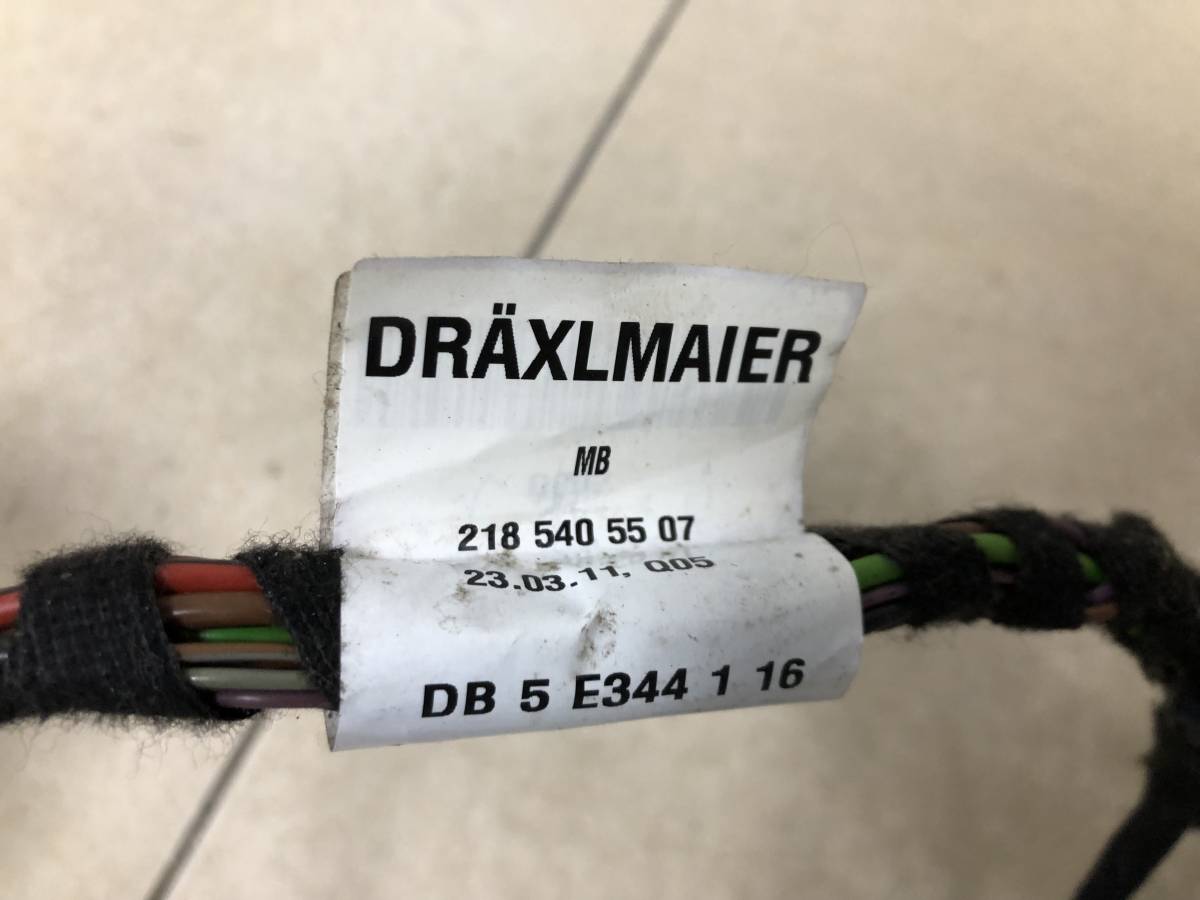 DRÄXLMAIER
MB
218 540 55 07
23.03.11, Q05
DB 5 E344 1 16